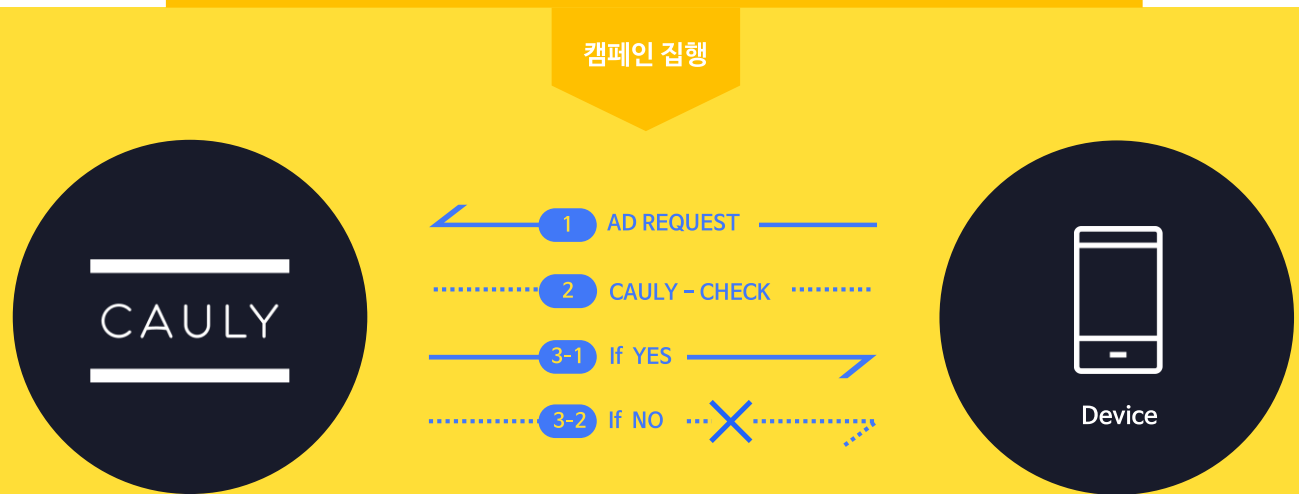 캠페인 집행
CAULY
1 AD REQUEST
2 CAULY - CHECK
3-1 If YES
3-2 If NO
Device